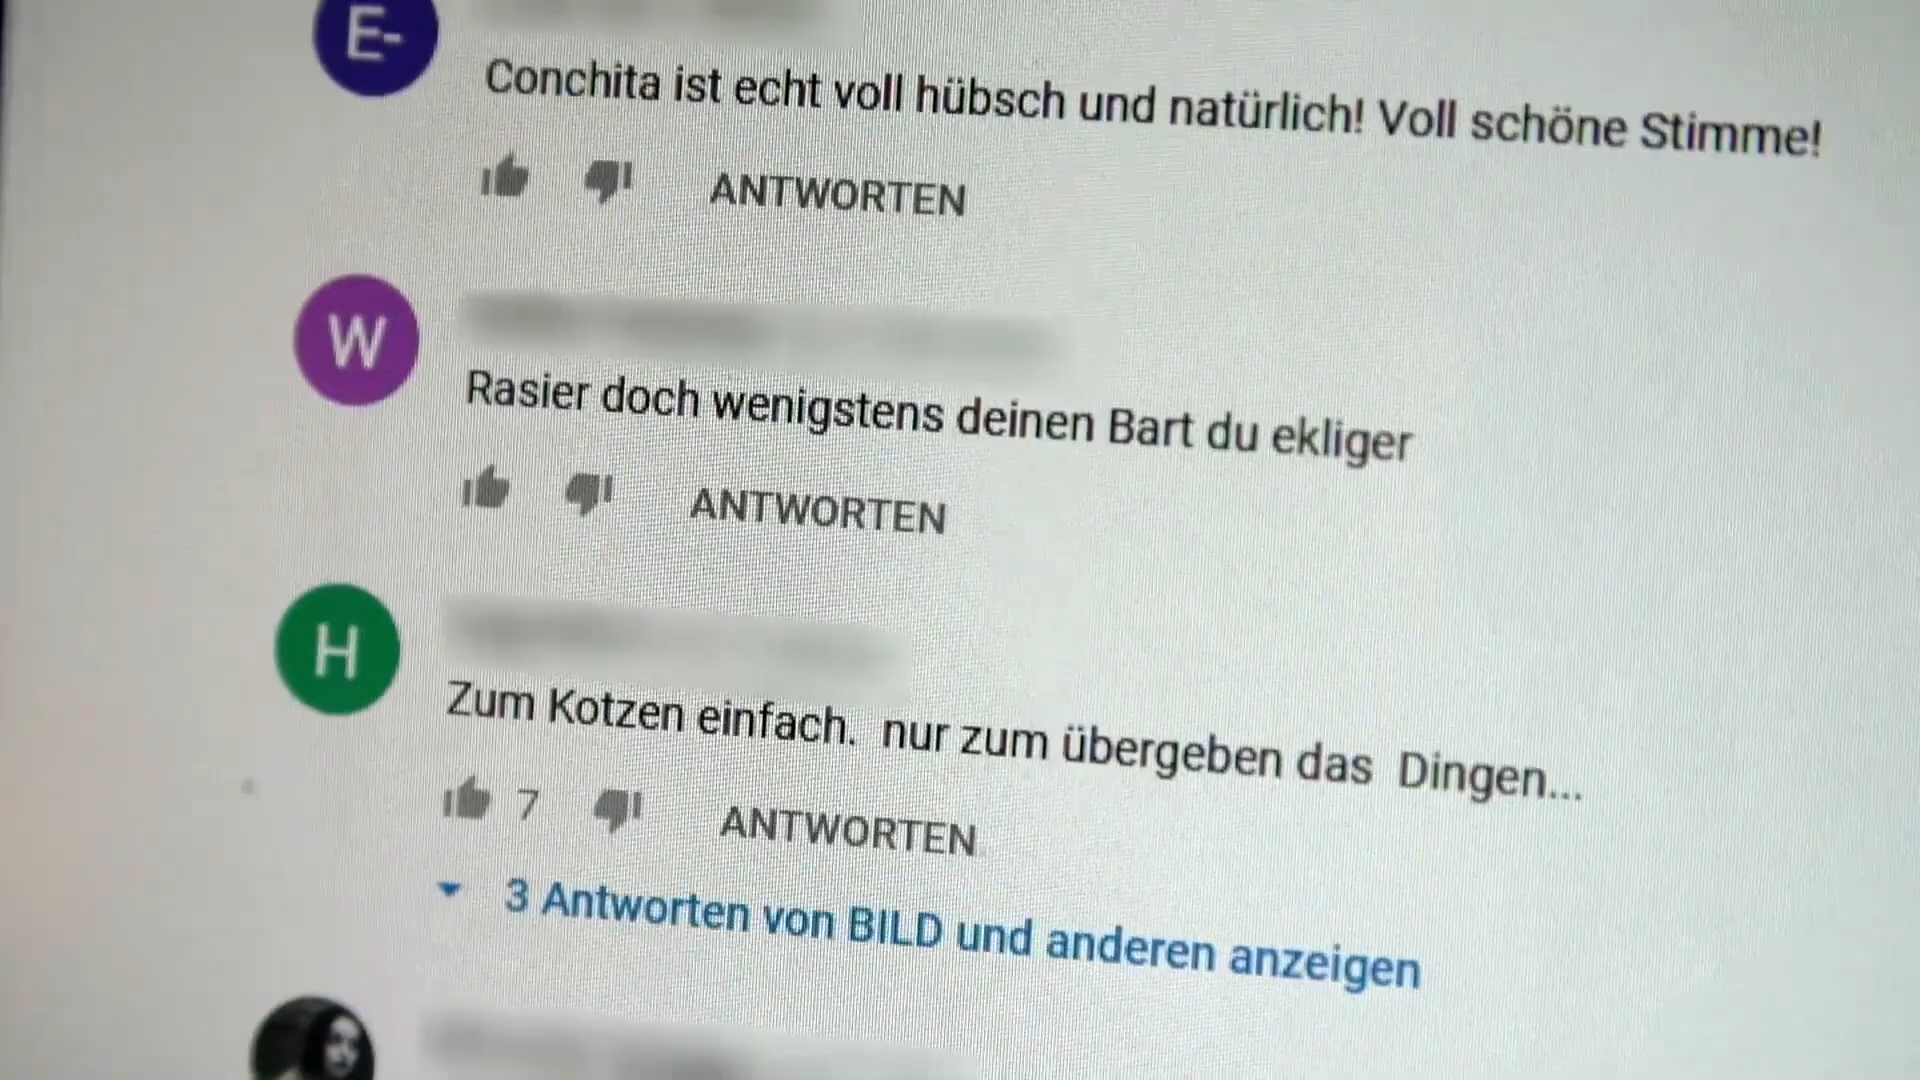 E-
Conchita ist echt voll hübsch und natürlich! Voll schöne Stimme!
ANTWORTEN
W
Rasier doch wenigstens deinen Bart du ekliger
ANTWORTEN
H
Zum Kotzen einfach.  nur zum übergeben das  Dingen...
7 ANTWORTEN
3 Antworten von BILD und anderen anzeigen